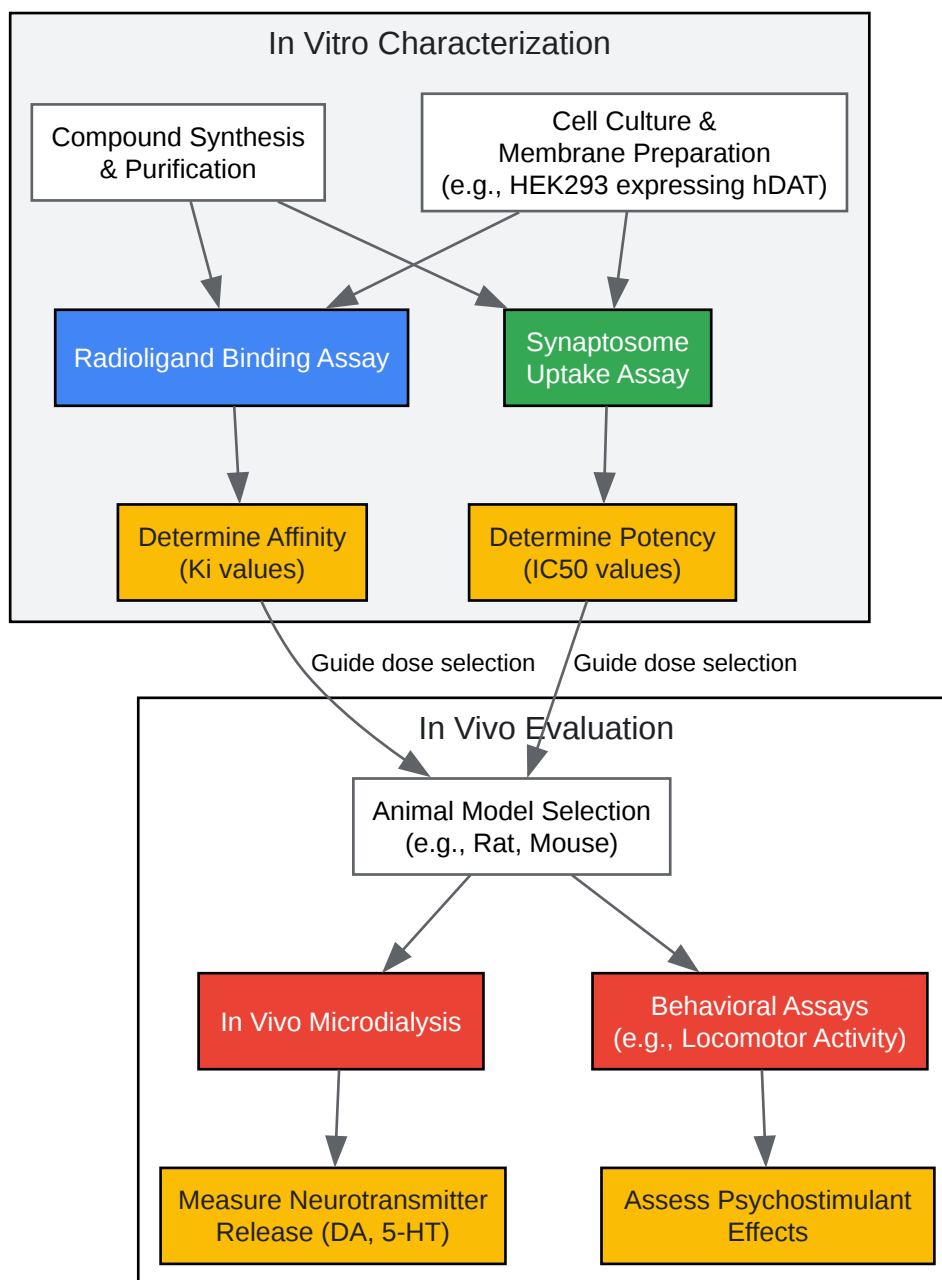 In Vitro Characterization
Compound Synthesis
& Purification
Cell Culture &
Membrane Preparation
(e.g., HEK293 expressing hDAT)
Radioligand Binding Assay
Synaptosome
Uptake Assay
Determine Affinity
(Ki values)
Determine Potency
(IC50 values)
Guide dose selection
Guide dose selection
In Vivo Evaluation
Animal Model Selection
(e.g., Rat, Mouse)
In Vivo Microdialysis
Behavioral Assays
(e.g., Locomotor Activity)
Measure Neurotransmitter
Release (DA, 5-HT)
Assess Psychostimulant
Effects